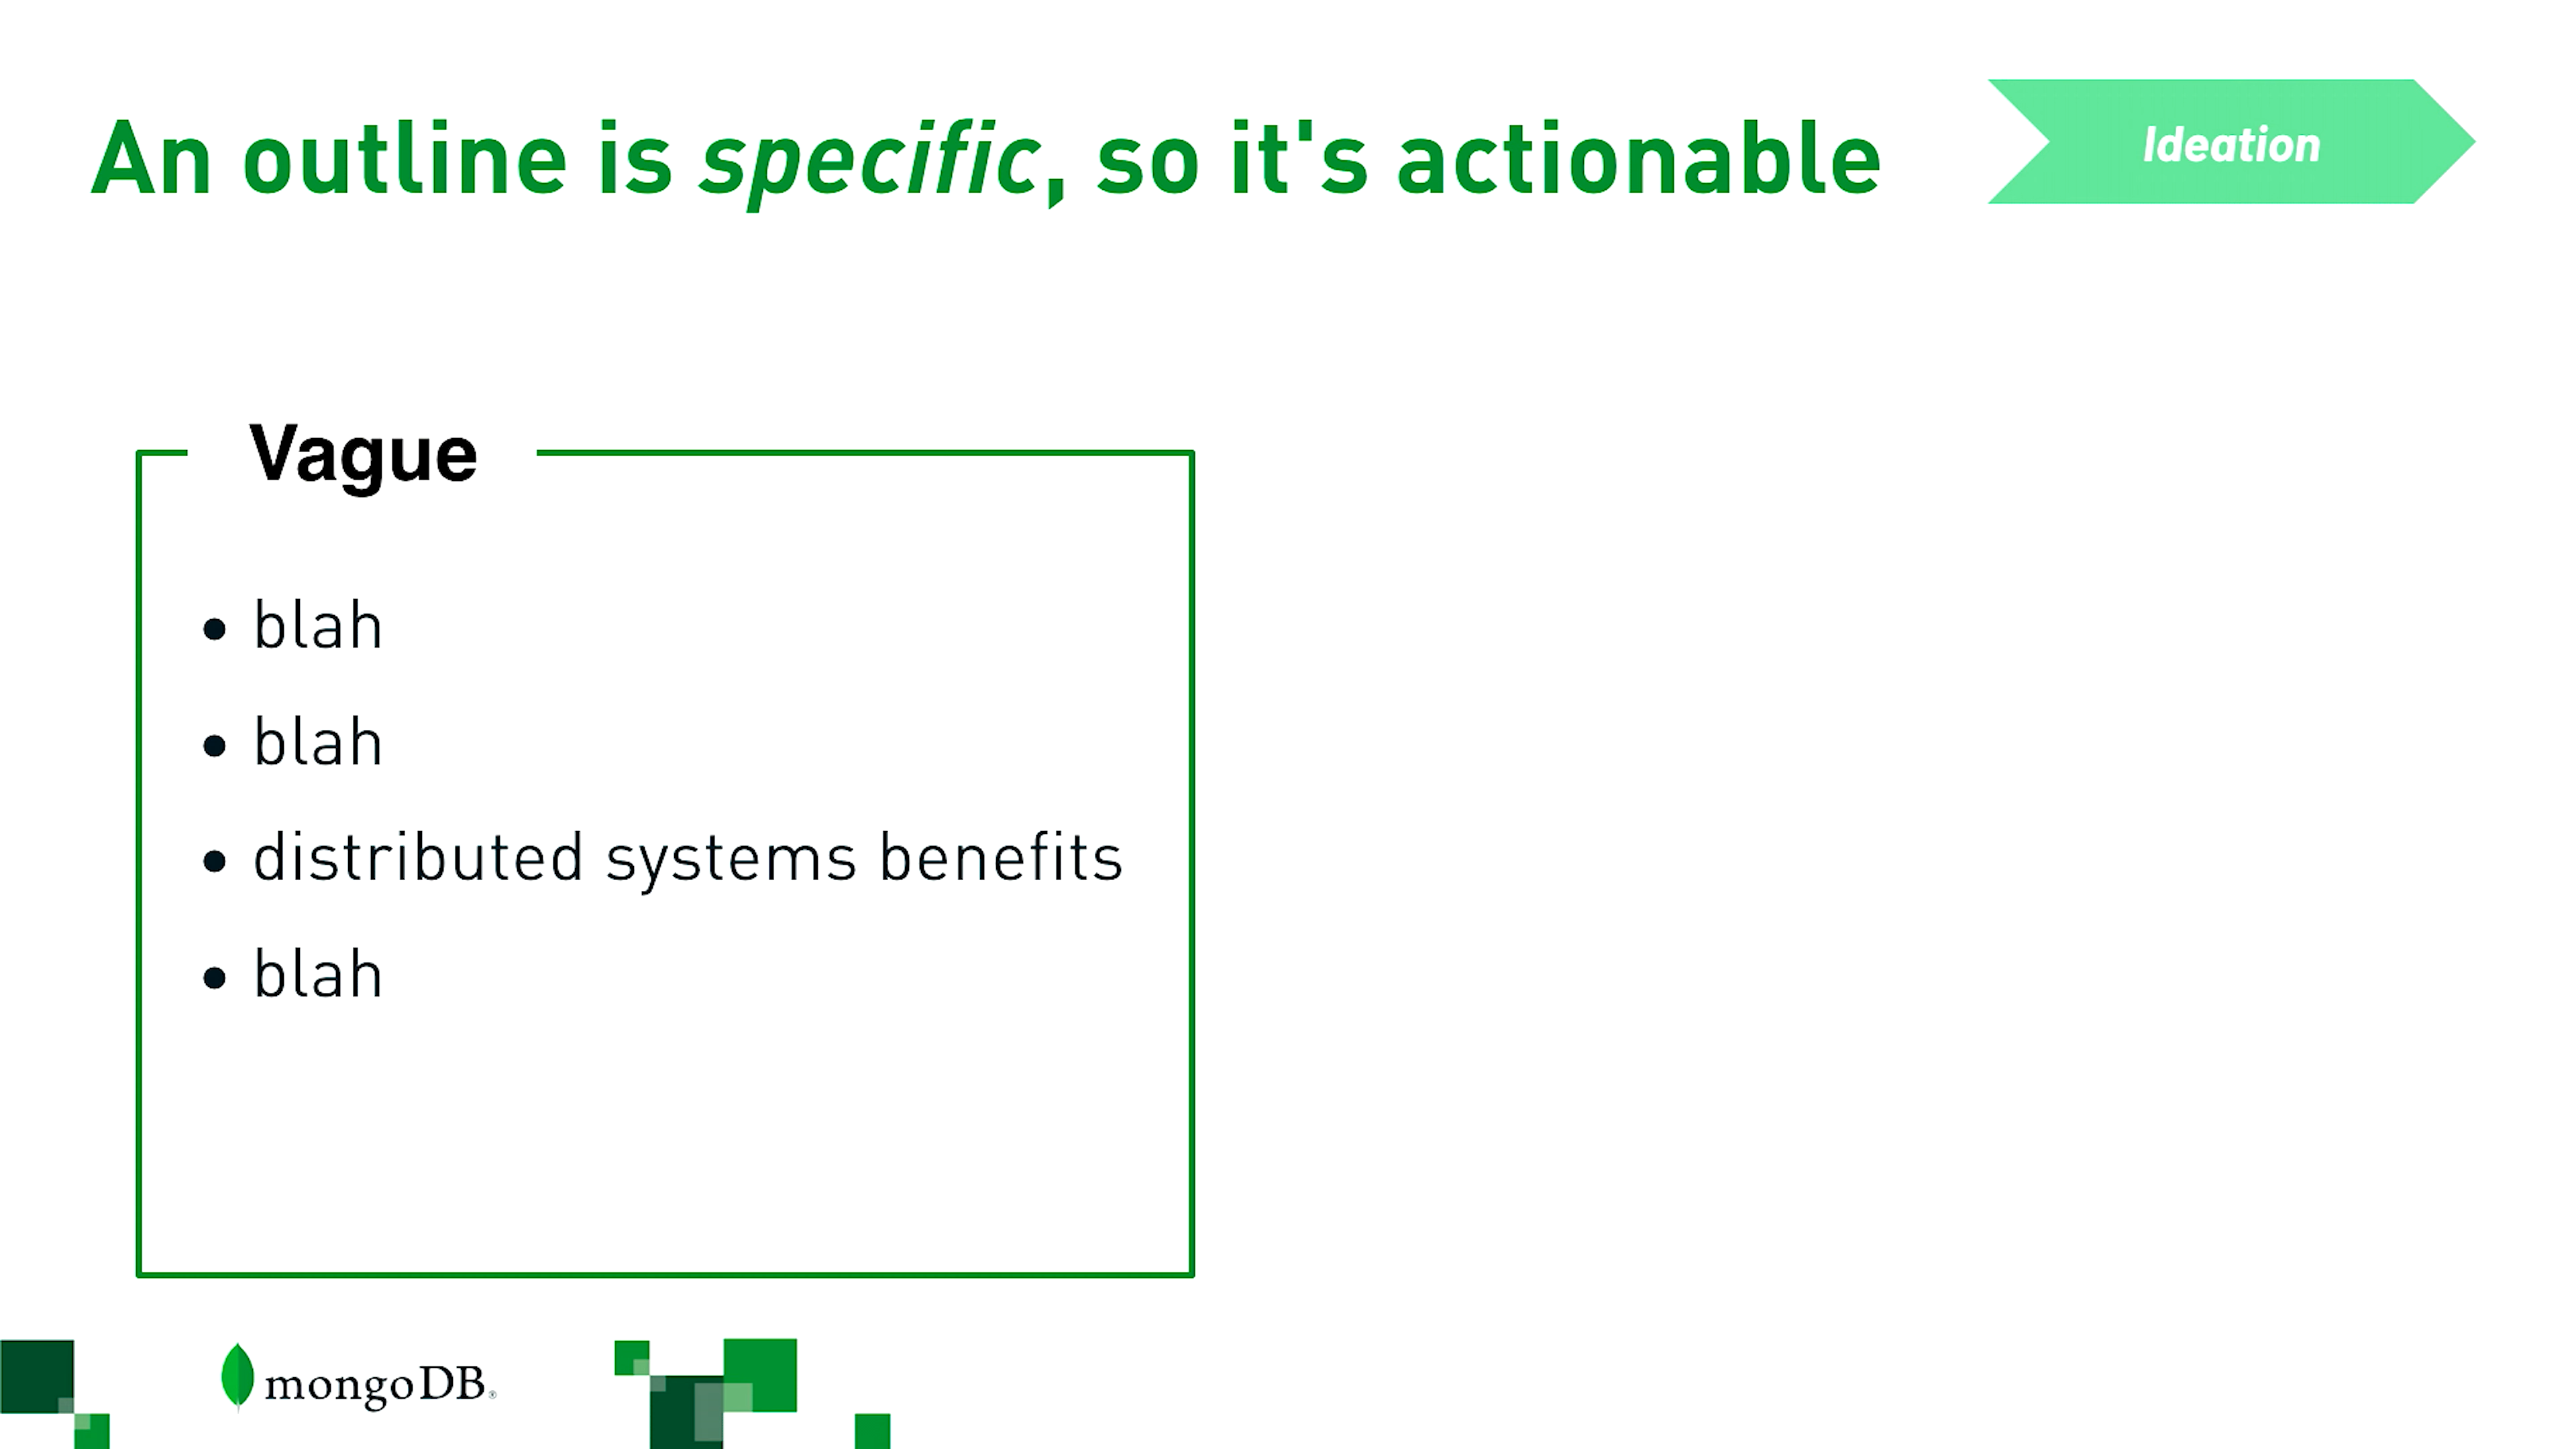 An outline is specific, so it's actionable
Ideation
Vague
• blah
• blah
• distributed systems benefits
• blah
mongoDB®